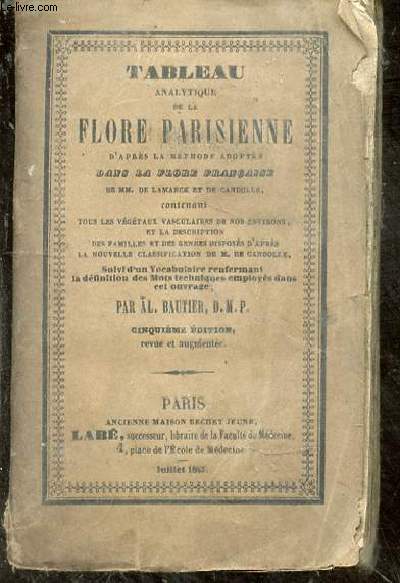 TABLEAU
ANALYTIQUE
DE LA
FLORE PARISIENNE
D'APRÈS LA MÉTHODE ADOPTÉE
DANS LA FLORE FRANÇAISE
DE MM. DE LAMARCK ET DE CANDOLLE,
contenant
TOUS LES VÉGÉTAUX VASCULAIRES DE NOS ENVIRONS,
ET LA DESCRIPTION
DES FAMILLES ET DES GENRES DISPOSÉS D'APRÈS
LA NOUVELLE CLASSIFICATION DE M. DE CANDOLLE,
Suivi d'un Vocabulaire renfermant
la définition des Mots techniques employés dans
cet Ouvrage;
PAR AL. BAUTIER, D. M. P.
CINQUIÈME ÉDITION,
revue et augmentée.
PARIS
ANCIENNE MAISON BECHET JEUNE,
LABÉ, successeur, libraire de la Faculté de Médecine,
4, place de l'École de Médecine
Juillet